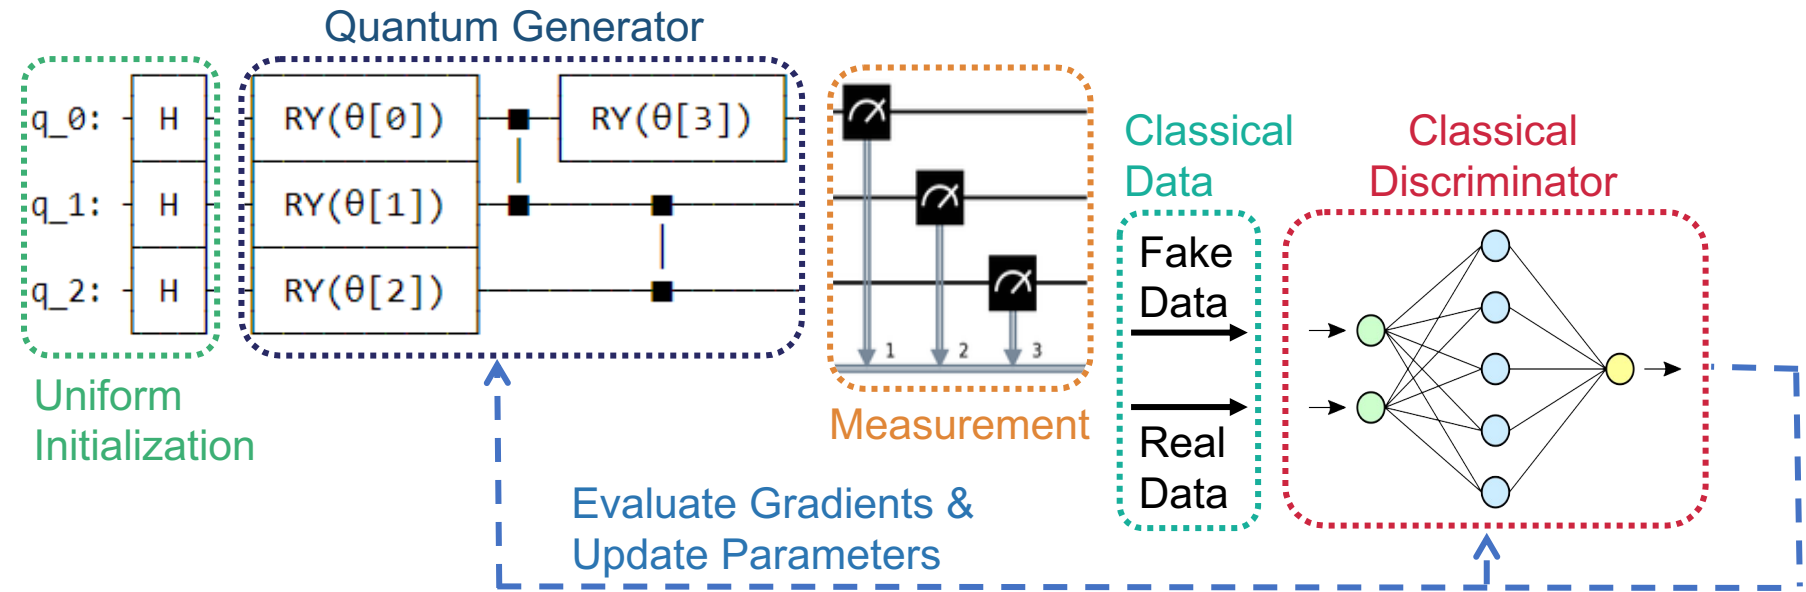 Quantum Generator
q_0: H RY(θ[0]) RY(θ[3])
q_1: H RY(θ[1])
q_2: H RY(θ[2])
1 2 3
Uniform
Initialization
Measurement
Classical
Data
Fake
Data
Real
Data
Classical
Discriminator
Evaluate Gradients &
Update Parameters